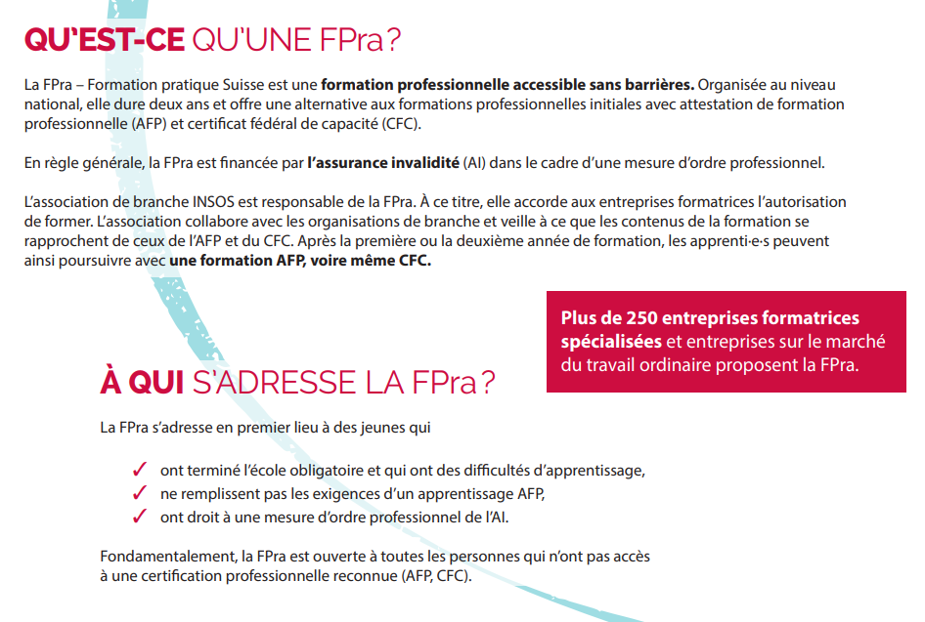 QU’EST-CE QU’UNE FPra?
La FPra – Formation pratique Suisse est une formation professionnelle accessible sans barrières. Organisée au niveau
national, elle dure deux ans et offre une alternative aux formations professionnelles initiales avec attestation de formation
professionnelle (AFP) et certificat fédéral de capacité (CFC).
En règle générale, la FPra est financée par l’assurance invalidité (AI) dans le cadre d’une mesure d’ordre professionnel.
L’association de branche INSOS est responsable de la FPra. À ce titre, elle accorde aux entreprises formatrices l’autorisation
de former. L’association collabore avec les organisations de branche et veille à ce que les contenus de la formation se
rapprochent de ceux de l’AFP et du CFC. Après la première ou la deuxième année de formation, les apprenti·e·s peuvent
ainsi poursuivre avec une formation AFP, voire même CFC.
Plus de 250 entreprises formatrices
spécialisées et entreprises sur le marché
du travail ordinaire proposent la FPra.
À QUI S’ADRESSE LA FPra?
La FPra s’adresse en premier lieu à des jeunes qui
✓ ont terminé l’école obligatoire et qui ont des difficultés d’apprentissage,
✓ ne remplissent pas les exigences d’un apprentissage AFP,
✓ ont droit à une mesure d’ordre professionnel de l’AI.
Fondamentalement, la FPra est ouverte à toutes les personnes qui n’ont pas accès
à une certification professionnelle reconnue (AFP, CFC).